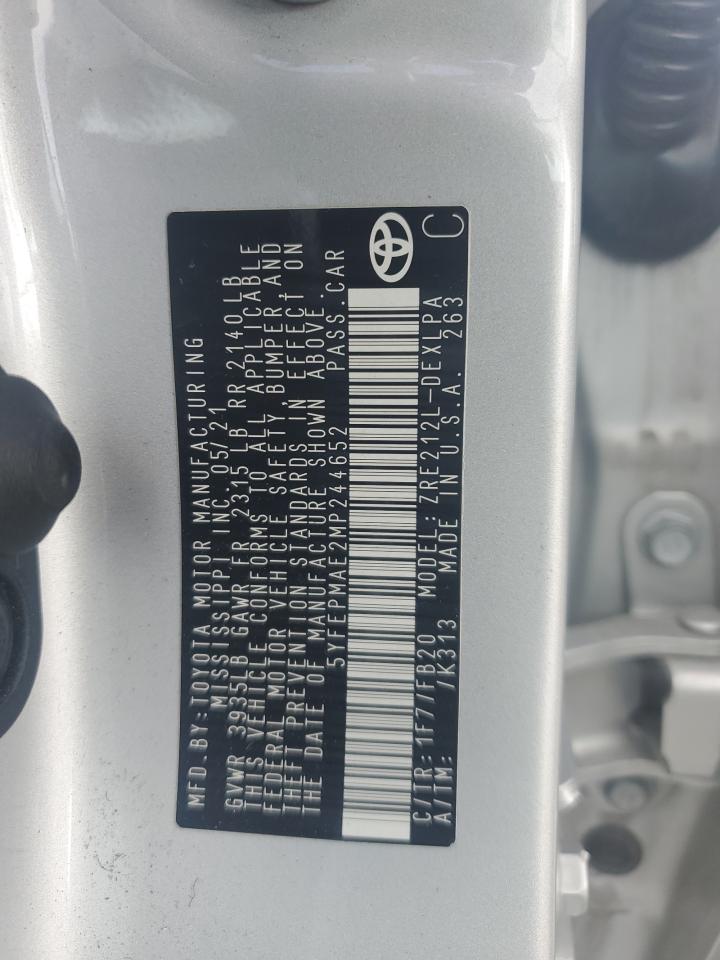 MFD.BY:TOYOTA MOTOR MANUFACTURING
MISSISSIPPI INC.05/21
GVWR 3935LB GAWR FR 2315 LB RR 2140LB
THIS VEHICLE CONFORMS TO ALL APPLICABLE
FEDERAL MOTOR VEHICLE SAFETY BUMPER,AND
THEFT PREVENTION STANDARDS IN EFFECT ON
THE DATE OF MANUFACTURE SHOWN ABOVE.
5YFEPMAE2MP244652 PASS.CAR
C/TR: 1F7/FB20 MODEL: ZRE212L-DEXLPA
A/TM: /K313 MADE IN U.S.A. 263
C